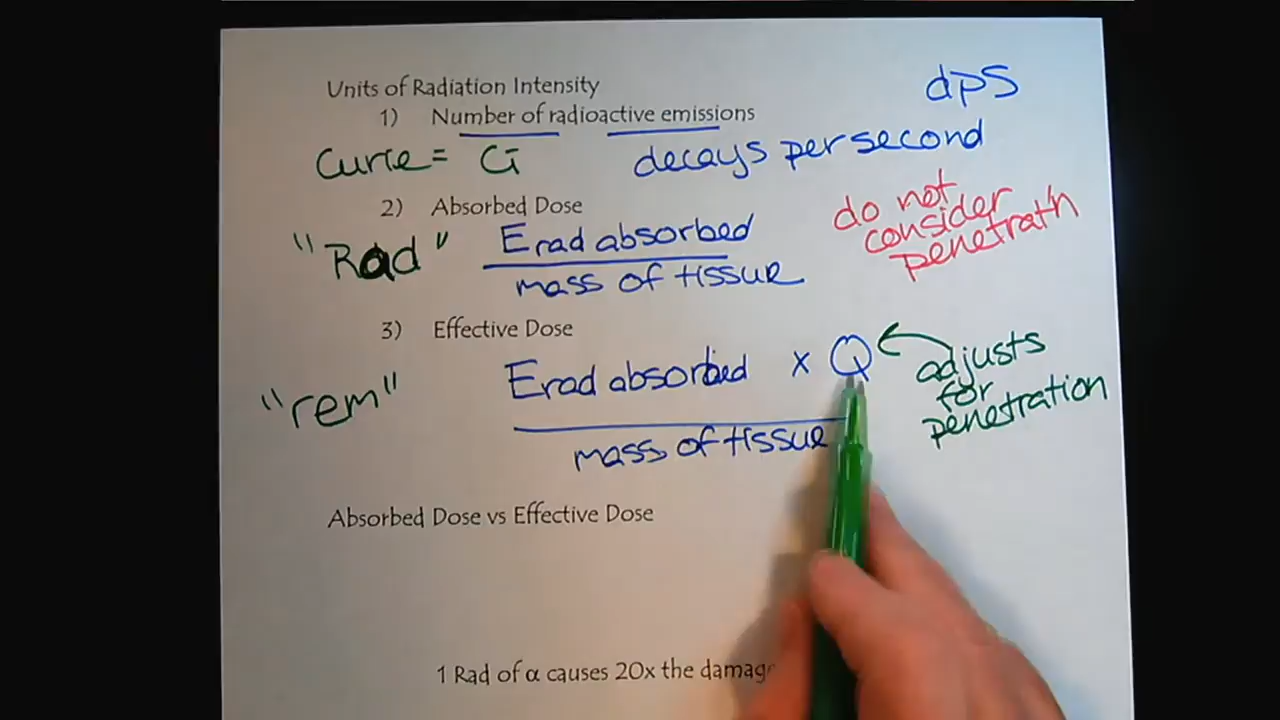 Units of Radiation Intensity
dps
1) Number of radioactive emissions
Curie = Ci
decays per second
2) Absorbed Dose
"Rad"
Erad absorbed
mass of tissue
do not
consider
penetrat'n
3) Effective Dose
"rem"
Erad absorbed x Q
mass of tissue
adjusts
for
penetration
Absorbed Dose vs Effective Dose
1 Rad of α causes 20x the damag